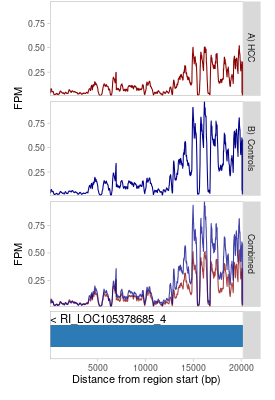 0.75
0.50
0.25
FPM
A) HCC
0.75
0.50
0.25
B) Controls
0.75
0.50
0.25
FPM
Combined
< RI_LOC105378685_4
5000 10000 15000 20000
Distance from region start (bp)